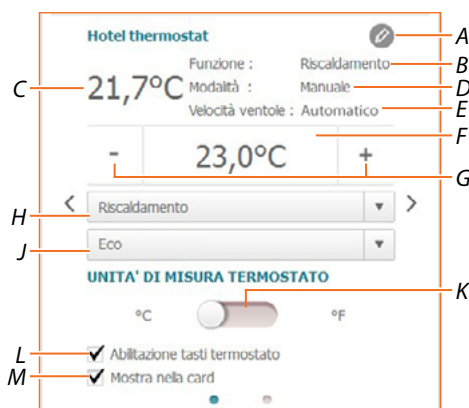 Hotel thermostat
A
Funzione : Riscaldamento
B
C
21,7°C
Modalità : Manuale
D
Velocità ventole : Automatico
E
F
- 23,0°C +
G
< >
H
Riscaldamento
J
Eco
UNITA' DI MISURA TERMOSTATO
K
°C °F
L
Abilitazione tasti termostato
M
Mostra nella card